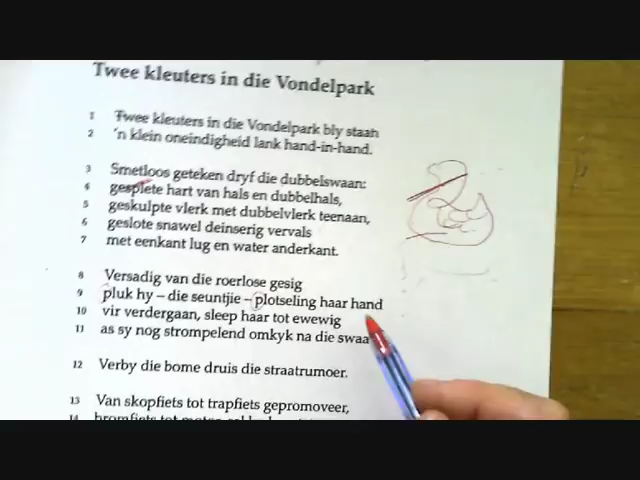 Twee kleuters in die Vondelpark
1 Twee kleuters in die Vondelpark bly staan
2 'n klein oneindigheid lank hand-in-hand.
3 Smetloos geteken dryf die dubbelswaan:
4 gesplete hart van hals en dubbelhals,
5 geskulpte vlerk met dubbelvlerk teenaan,
6 geslote snawel deinserig vervals
7 met eenkant lug en water anderkant.
8 Versadig van die roerlose gesig
9 pluk hy – die seuntjie – plotseling haar hand
10 vir verdergaan, sleep haar tot ewewig
11 as sy nog strompelend omkyk na die swaa
12 Verby die bome druis die straatrumoer.
13 Van skopfiets tot trapfiets gepromoveer,
14 bromfiets tot